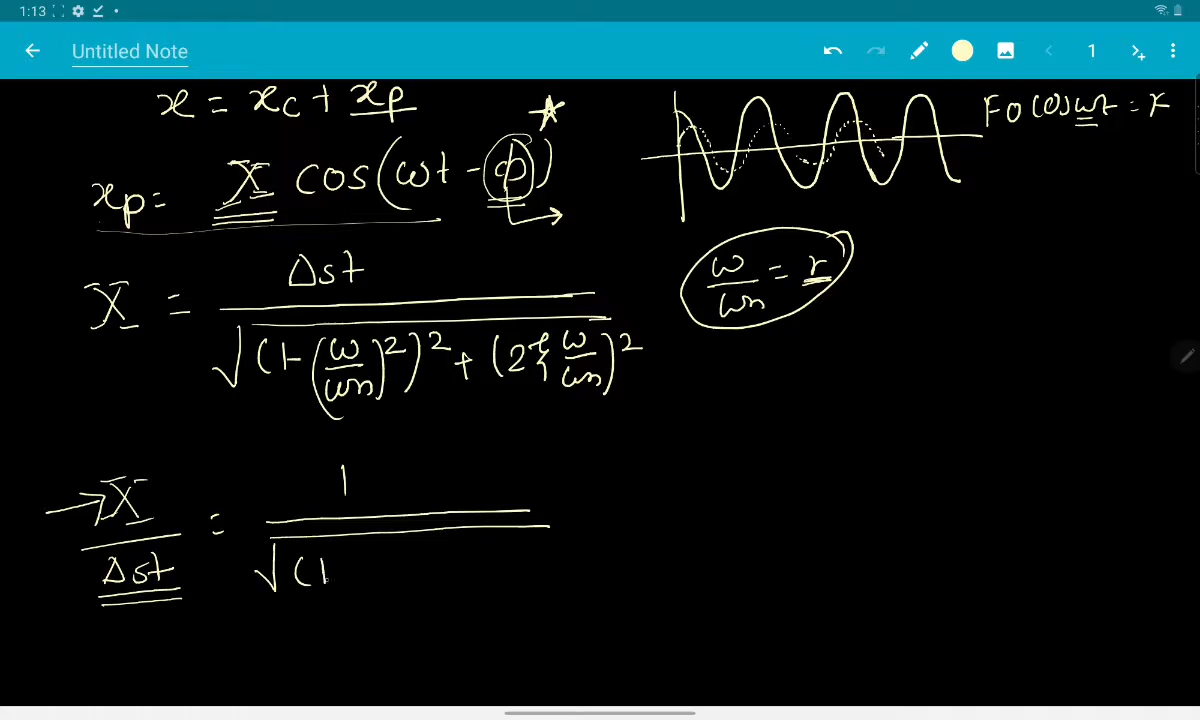 1:13
Untitled Note
1
x = xc + xp
F0 cos ωt = F
xp = X cos(ωt - φ)
ω/ωn = r
X = Δst / √(1-(ω/ωn)²)² + (2ξ ω/ωn)²
X/Δst = 1 / √(1